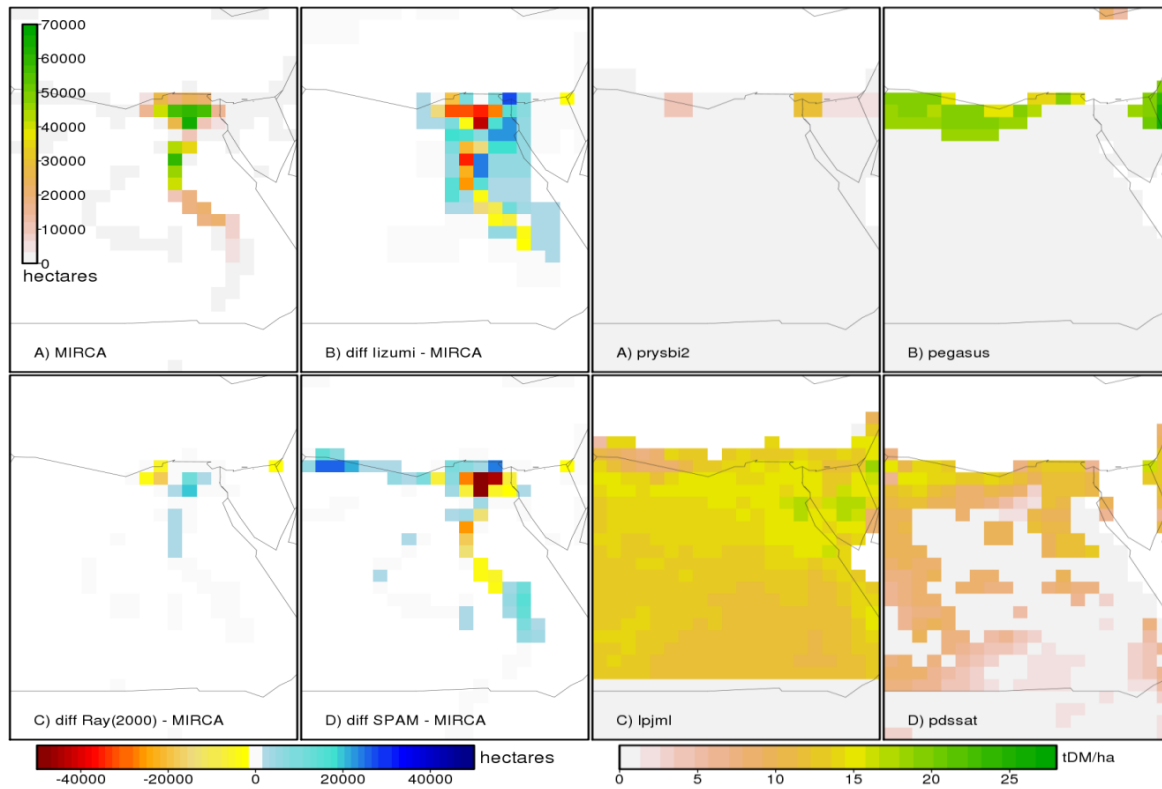 70000
60000
50000
40000
30000
20000
10000
0
hectares
A) MIRCA
B) diff Iizumi - MIRCA
A) prysbi2
B) pegasus
C) diff Ray(2000) - MIRCA
D) diff SPAM - MIRCA
C) lpjml
D) pdssat
-40000 -20000 0 20000 40000 hectares
0 5 10 15 20 25 tDM/ha